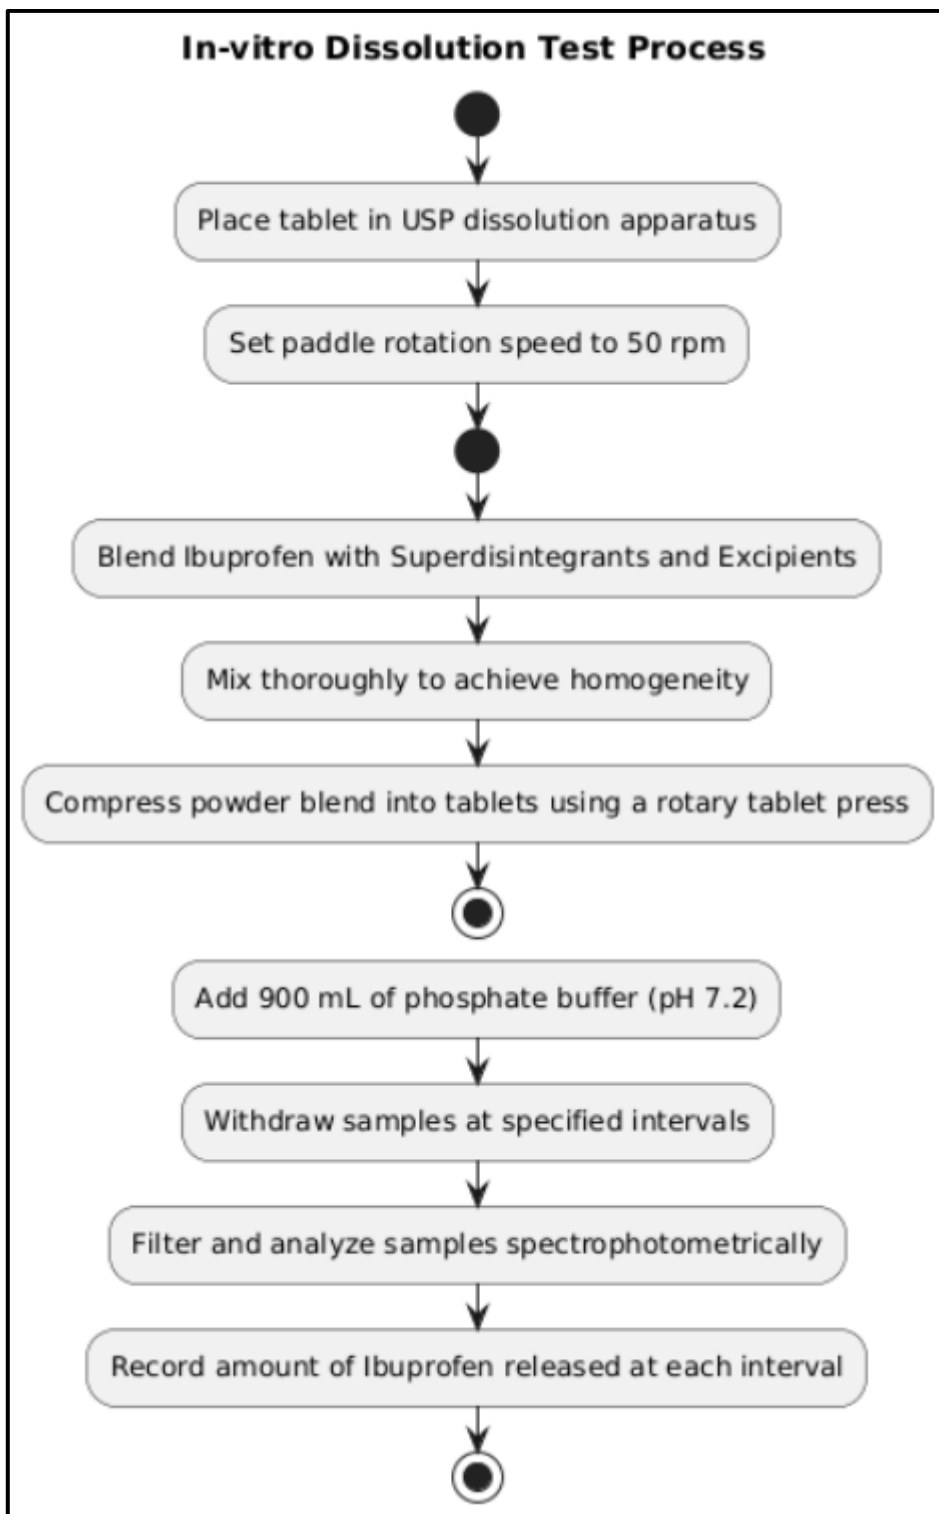 In-vitro Dissolution Test Process
Place tablet in USP dissolution apparatus
Set paddle rotation speed to 50 rpm
Blend Ibuprofen with Superdisintegrants and Excipients
Mix thoroughly to achieve homogeneity
Compress powder blend into tablets using a rotary tablet press
Add 900 mL of phosphate buffer (pH 7.2)
Withdraw samples at specified intervals
Filter and analyze samples spectrophotometrically
Record amount of Ibuprofen released at each interval